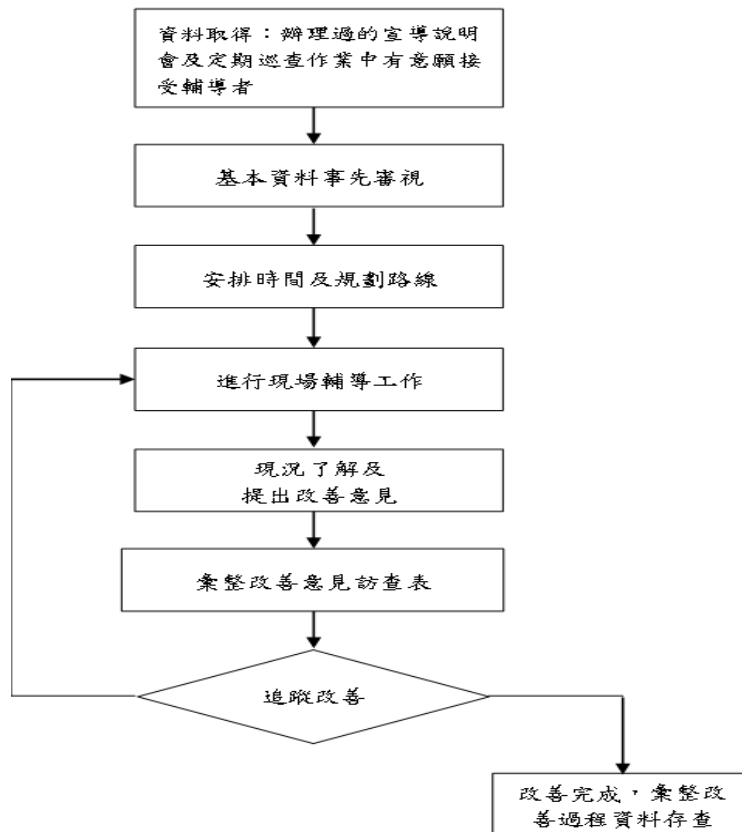 資料取得：辦理過的宣導說明
會及定期巡查作業中有意願接
受輔導者
基本資料事先審視
安排時間及規劃路線
進行現場輔導工作
現況了解及
提出改善意見
彙整改善意見訪查表
追蹤改善
改善完成，彙整改
善過程資料存查